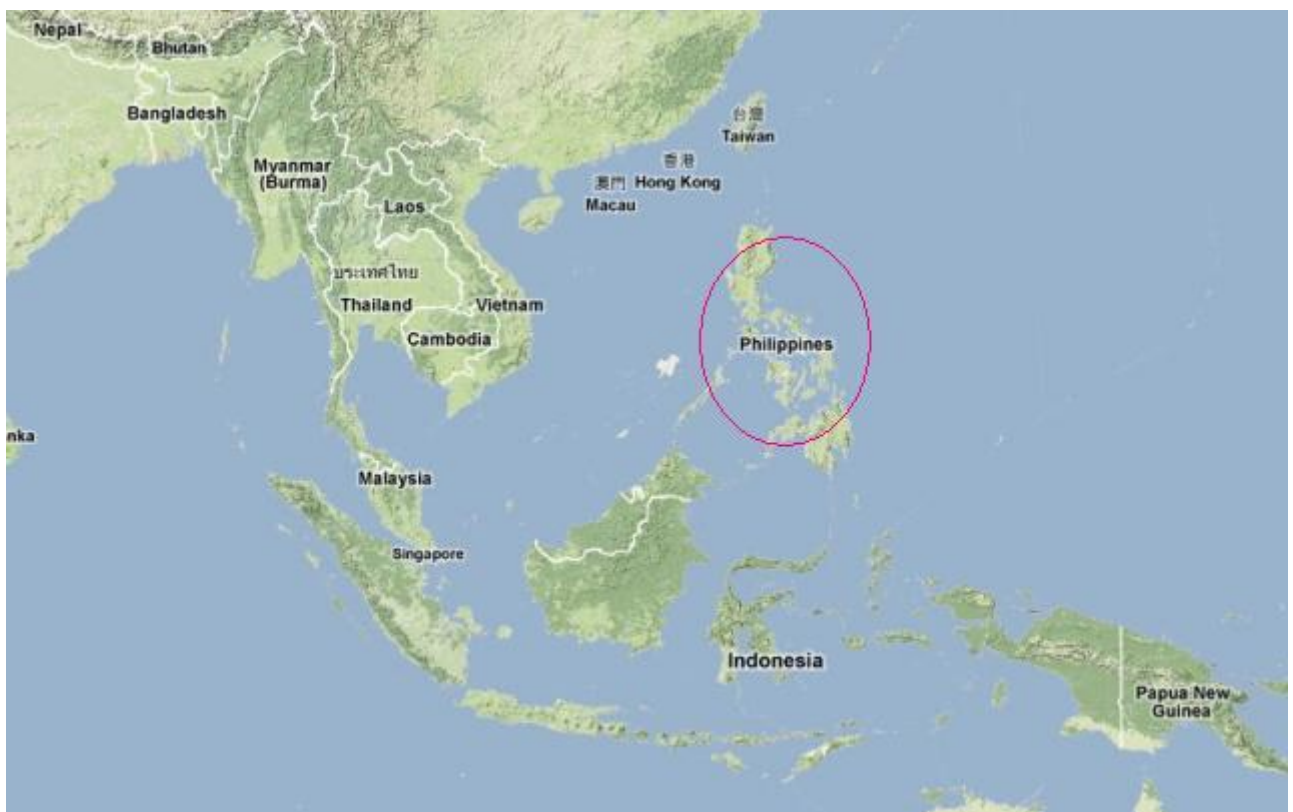 Nepal
Bhutan
Bangladesh
台灣
Taiwan
Myanmar
(Burma)
香港
Hong Kong
澳門
Macau
Laos
ประเทศไทย
Thailand
Vietnam
Cambodia
Philippines
nka
Malaysia
Singapore
Indonesia
Papua New
Guinea